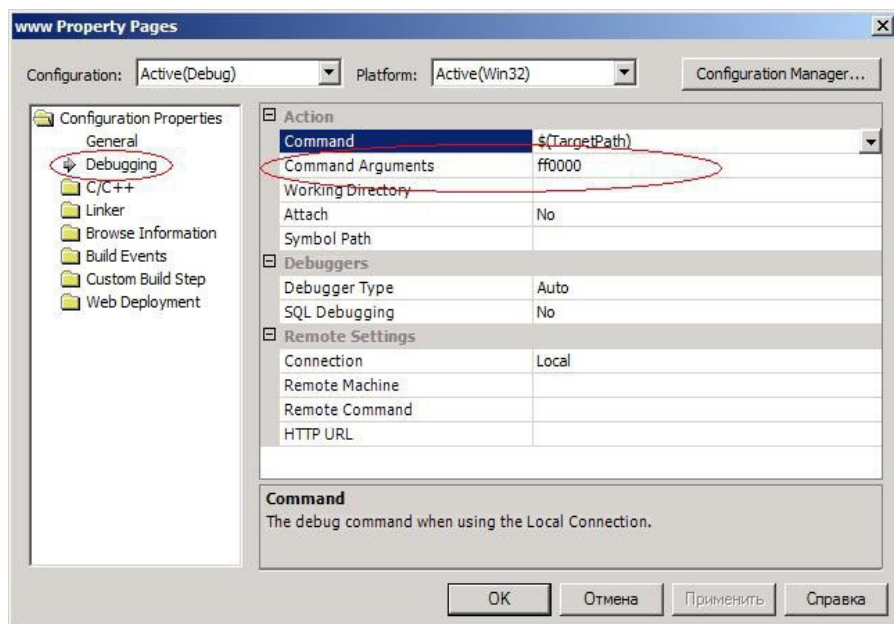 www Property Pages
Configuration: Active(Debug) Platform: Active(Win32) Configuration Manager...
Configuration Properties
General
Debugging
C/C++
Linker
Browse Information
Build Events
Custom Build Step
Web Deployment
Action
Command $(TargetPath)
Command Arguments ff0000
Working Directory
Attach No
Symbol Path
Debuggers
Debugger Type Auto
SQL Debugging No
Remote Settings
Connection Local
Remote Machine
Remote Command
HTTP URL
Command
The debug command when using the Local Connection.
OK Отмена Применить Справка